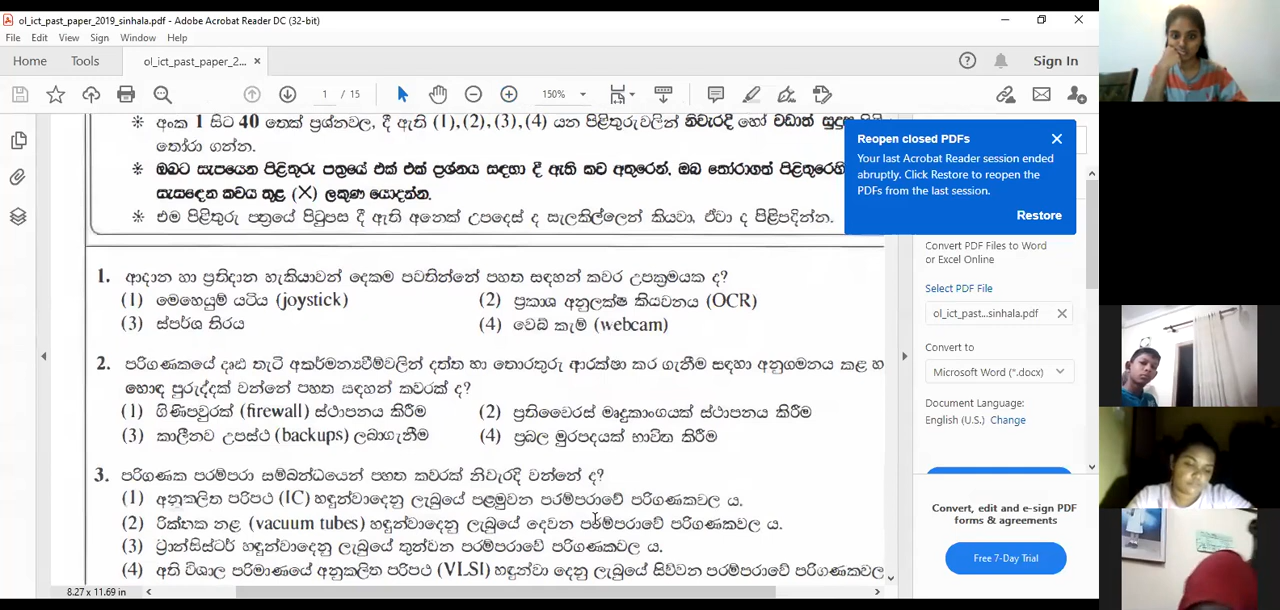 ol_ict_past_paper_2019_sinhala.pdf - Adobe Acrobat Reader DC (32-bit)
File Edit View Sign Window Help
Home Tools ol_ict_past_paper_2... × Sign In
1 / 15 150%
✻ අංක 1 සිට 40 තෙක් ප්‍රශ්නවල, දී ඇති (1), (2), (3), (4) යන පිළිතුරුවලින් නිවැරදි හෝ වඩාත්
තෝරා ගන්න.
✻ ඔබට සැපයෙන පිළිතුරු පත්‍රයේ එක් එක් ප්‍රශ්නය සඳහා දී ඇති කව අතුරෙන්, ඔබ තෝරාගත් පිළිතුරෙහි
සැසඳෙන කවය තුළ (X) ලකුණ යොදන්න.
✻ එම පිළිතුරු පත්‍රයේ පිටුපස දී ඇති අනෙක් උපදෙස් ද සැලකිල්ලෙන් කියවා, ඒවා ද පිළිපදින්න.
1. ආදාන හා ප්‍රතිදාන හැකියාවන් දෙකම පවතින්නේ පහත සඳහන් කවර උපක්‍රමයක ද?
(1) මෙහෙයුම් යටිය (joystick) (2) ප්‍රකාශ අනුලක්ෂ කියවනය (OCR)
(3) ස්පර්ශ තිරය (4) වෙබ් කැම් (webcam)
2. පරිගණකයේ දෘඪ තැටි අකර්මන්‍යවීම්වලින් දත්ත හා තොරතුරු ආරක්ෂා කර ගැනීම සඳහා අනුගමනය කළ හ
හොඳ පුරුද්දක් වන්නේ පහත සඳහන් කවරක් ද?
(1) ගිණිපවුරක් (firewall) ස්ථාපනය කිරීම (2) ප්‍රතිවෛරස් මෘදුකාංගයක් ස්ථාපනය කිරීම
(3) කාලීනව උපස්ථ (backups) ලබාගැනීම (4) ප්‍රබල මුරපදයක් භාවිත කිරීම
3. පරිගණක පරම්පරා සම්බන්ධයෙන් පහත කවරක් නිවැරදි වන්නේ ද?
(1) අනුකලිත පරිපථ (IC) හඳුන්වාදෙනු ලැබුයේ පළමුවන පරම්පරාවේ පරිගණකවල ය.
(2) රික්තක නළ (vacuum tubes) හඳුන්වාදෙනු ලැබුයේ දෙවන පරම්පරාවේ පරිගණකවල ය.
(3) ට්‍රාන්සිස්ටර් හඳුන්වාදෙනු ලැබුයේ තුන්වන පරම්පරාවේ පරිගණකවල ය.
(4) අති විශාල පරිමාණයේ අනුකලිත පරිපථ (VLSI) හඳුන්වා දෙනු ලැබුයේ සිව්වන පරම්පරාවේ පරිගණකවල
8.27 x 11.69 in
Reopen closed PDFs
Your last Acrobat Reader session ended
abruptly. Click Restore to reopen the
PDFs from the last session.
Restore
Convert PDF Files to Word
or Excel Online
Select PDF File
ol_ict_past...sinhala.pdf
Convert to
Microsoft Word (*.docx)
Document Language:
English (U.S.) Change
Convert, edit and e-sign PDF
forms & agreements
Free 7-Day Trial